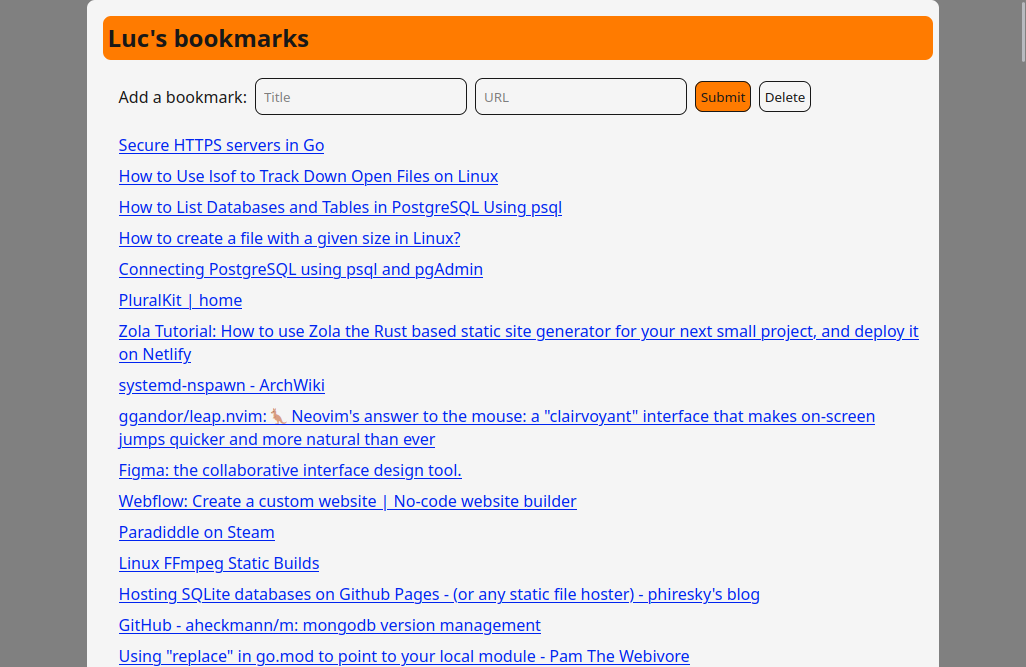 Luc's bookmarks
Add a bookmark: Title URL Submit Delete
Secure HTTPS servers in Go
How to Use lsof to Track Down Open Files on Linux
How to List Databases and Tables in PostgreSQL Using psql
How to create a file with a given size in Linux?
Connecting PostgreSQL using psql and pgAdmin
PluralKit | home
Zola Tutorial: How to use Zola the Rust based static site generator for your next small project, and deploy it
on Netlify
systemd-nspawn - ArchWiki
ggandor/leap.nvim: 🦘 Neovim's answer to the mouse: a "clairvoyant" interface that makes on-screen
jumps quicker and more natural than ever
Figma: the collaborative interface design tool.
Webflow: Create a custom website | No-code website builder
Paradiddle on Steam
Linux FFmpeg Static Builds
Hosting SQLite databases on Github Pages - (or any static file hoster) - phiresky's blog
GitHub - aheckmann/m: mongodb version management
Using "replace" in go.mod to point to your local module - Pam The Webivore